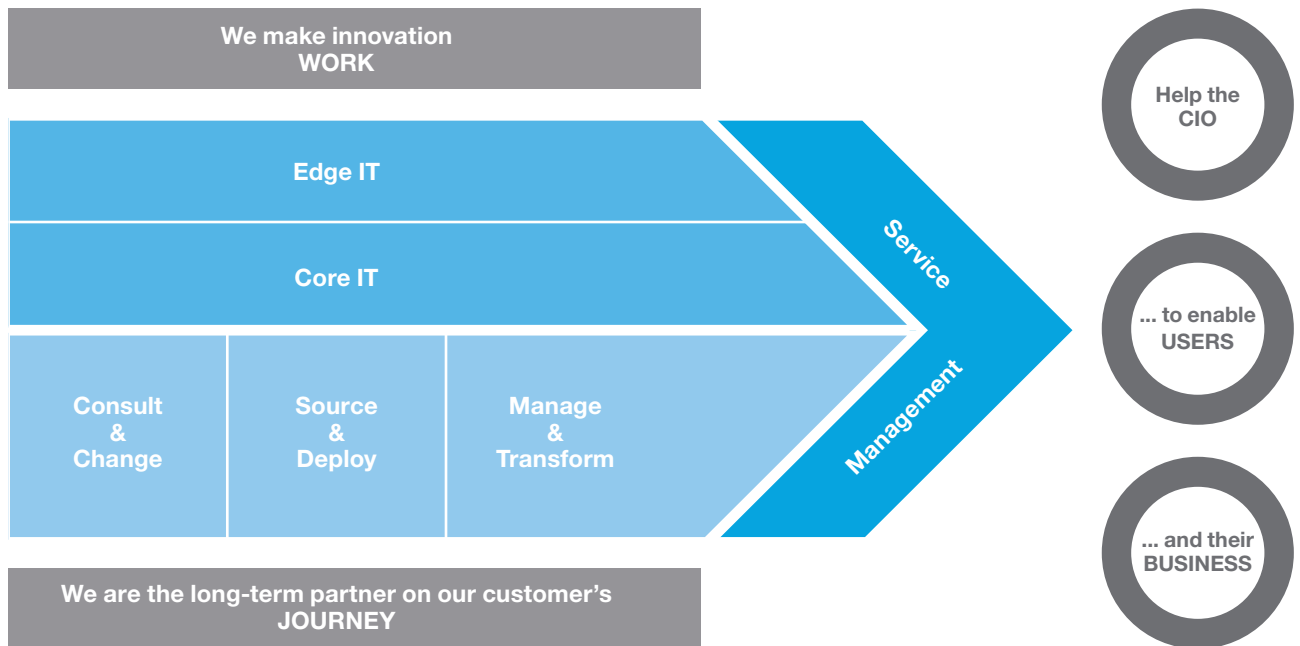 We make innovation
WORK
Edge IT
Core IT
Consult
&
Change
Source
&
Deploy
Manage
&
Transform
Service
Management
We are the long-term partner on our customer's
JOURNEY
Help the
CIO
... to enable
USERS
... and their
BUSINESS